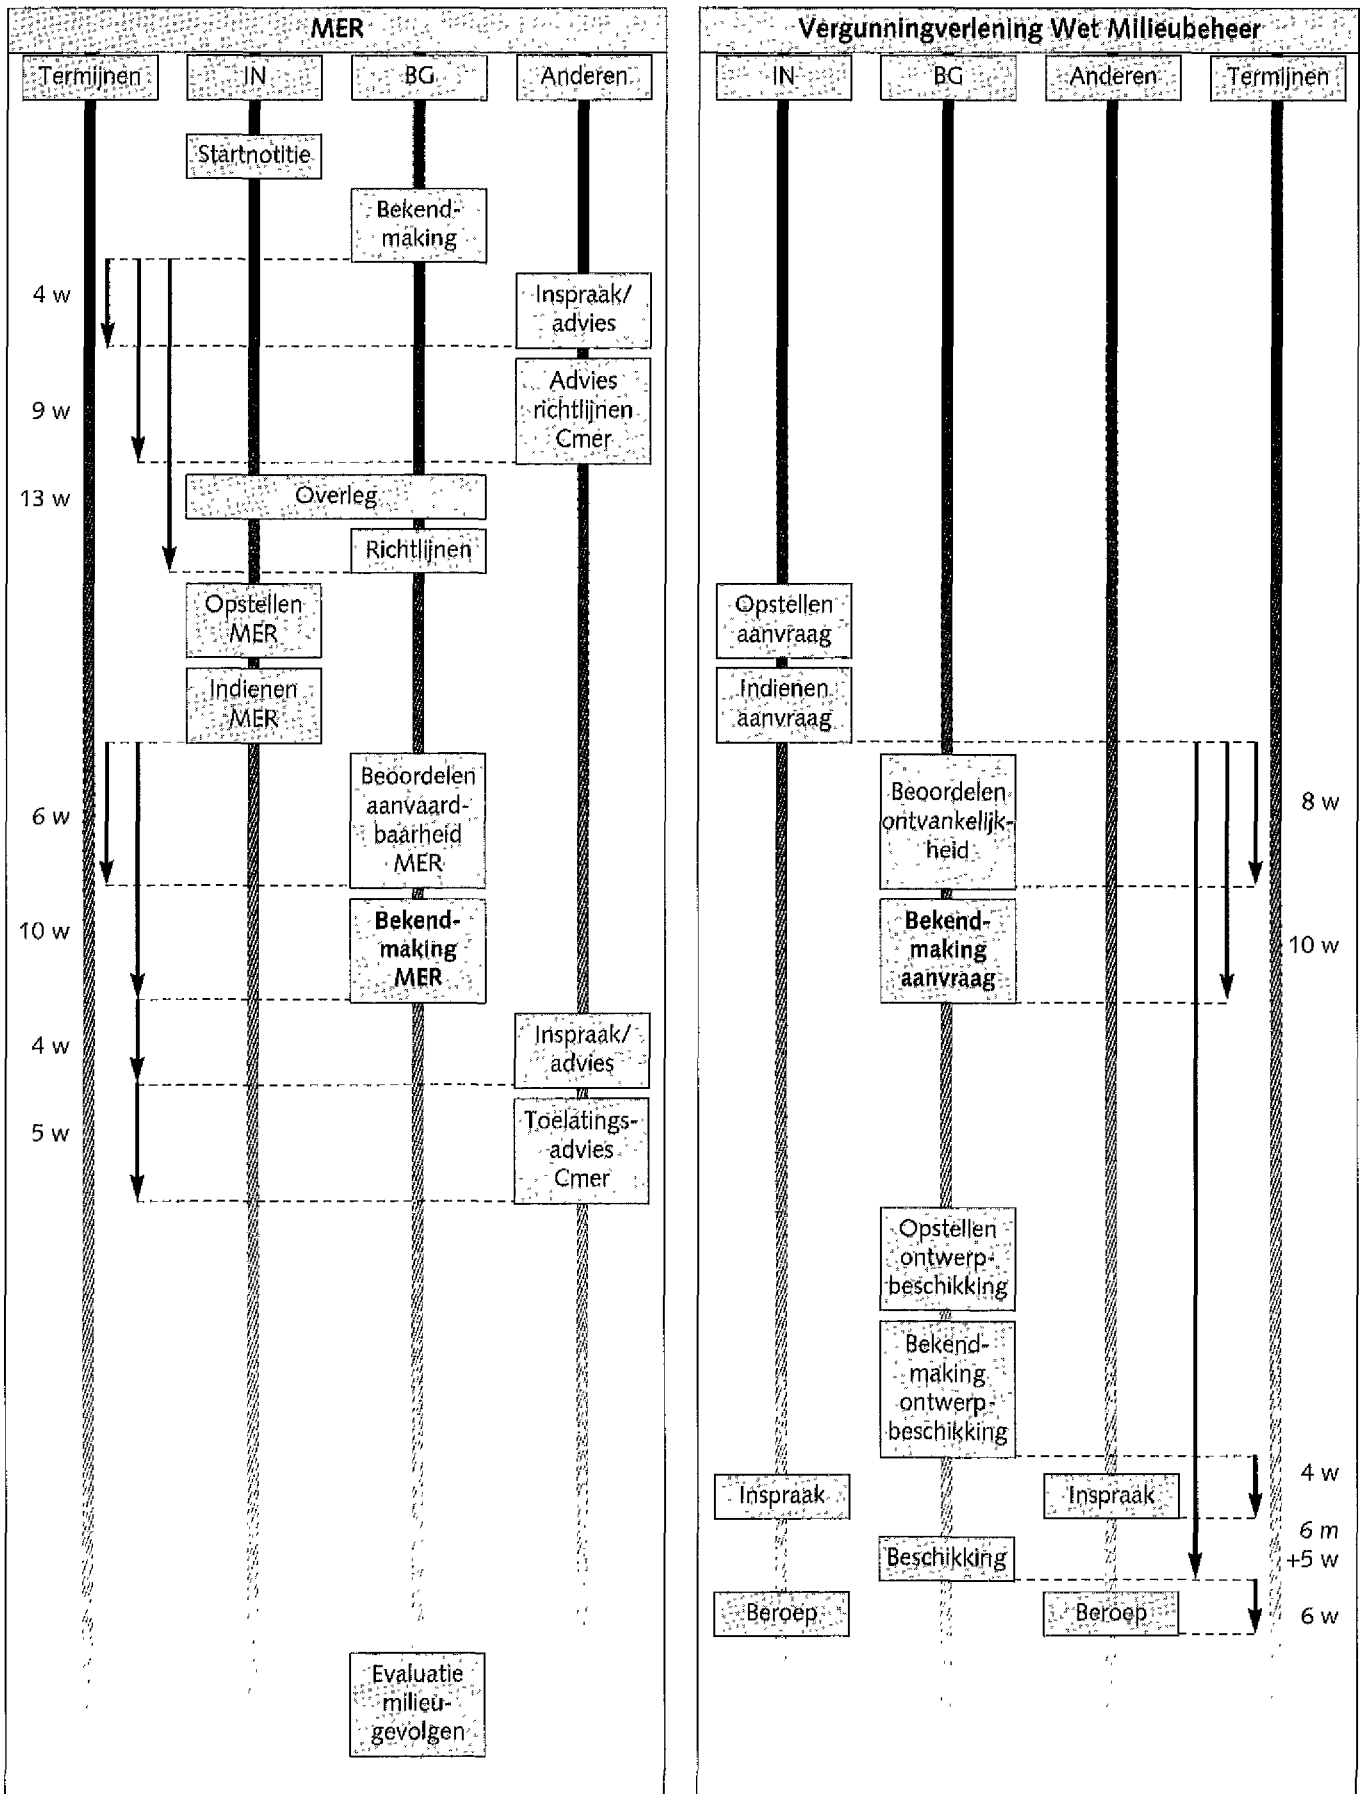 MER
Termijnen
IN
BG
Anderen
Startnotitie
Bekend-
making
4 w
Inspraak/
advies
9 w
Advies
richtlijnen
Cmer
13 w
Overleg
Richtlijnen
Opstellen
MER
Indienen
MER
6 w
Beoordelen
aanvaard-
baarheid
MER
10 w
Bekend-
making
MER
4 w
Inspraak/
advies
5 w
Toelatings-
advies
Cmer
Evaluatie
milieu-
gevolgen
Vergunningverlening Wet Milieubeheer
IN
BG
Anderen
Termijnen
Opstellen
aanvraag
Indienen
aanvraag
Beoordelen
ontvankelijk-
heid
8 w
Bekend-
making
aanvraag
10 w
Opstellen
ontwerp-
beschikking
Bekend-
making
ontwerp-
beschikking
Inspraak
Inspraak
4 w
Beschikking
6 m
+5 w
Beroep
Beroep
6 w